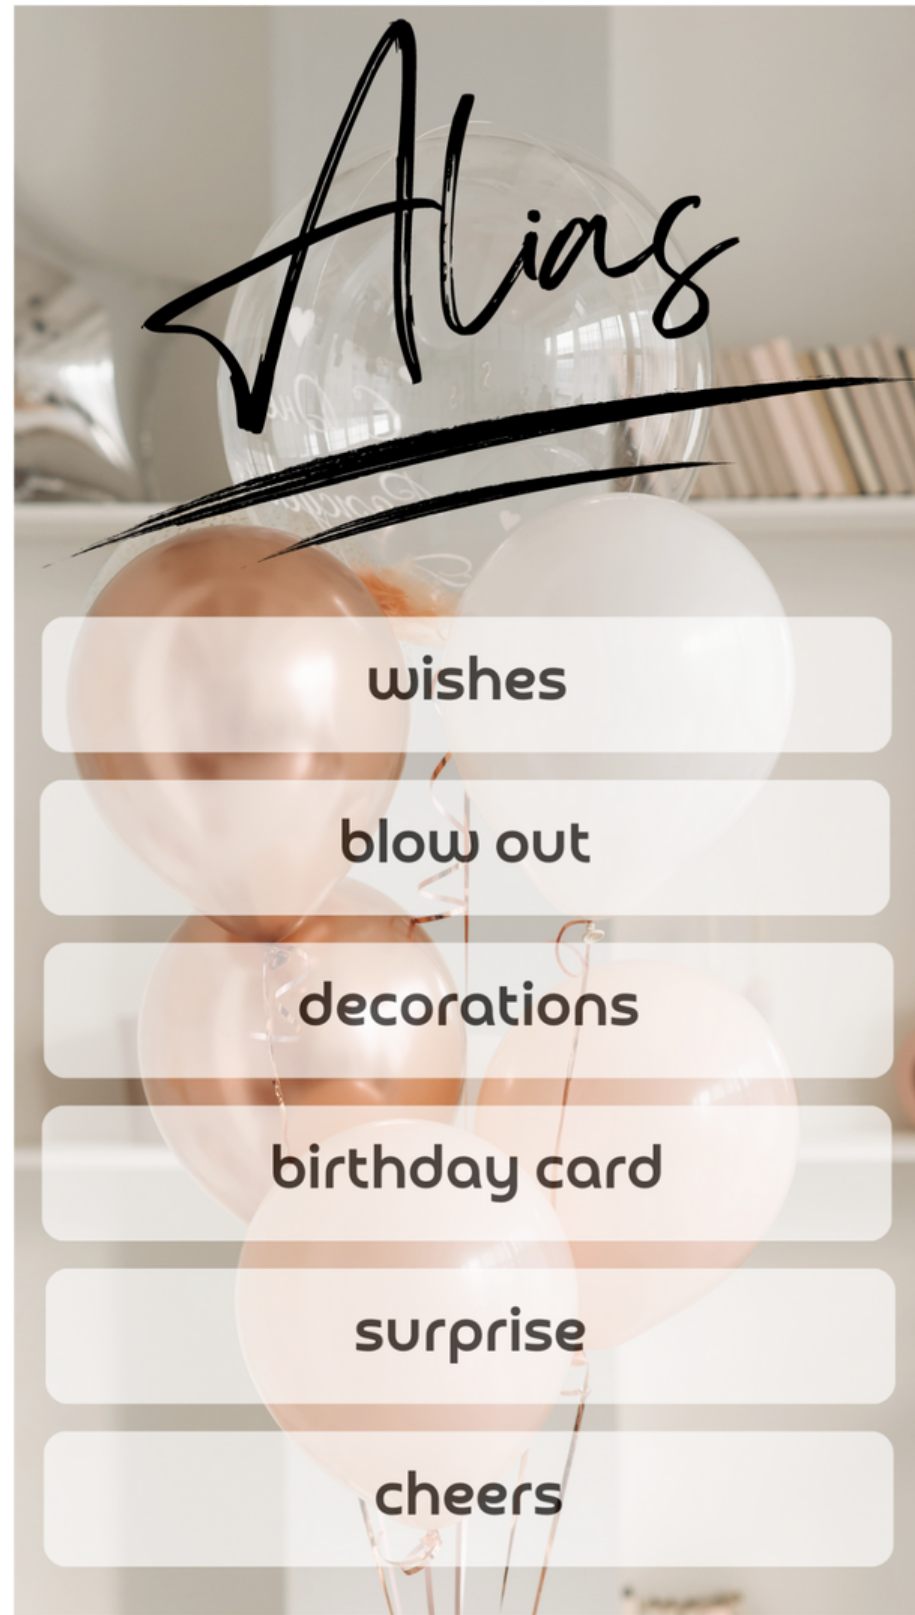 Alias
wishes
blow out
decorations
birthday card
surprise
cheers